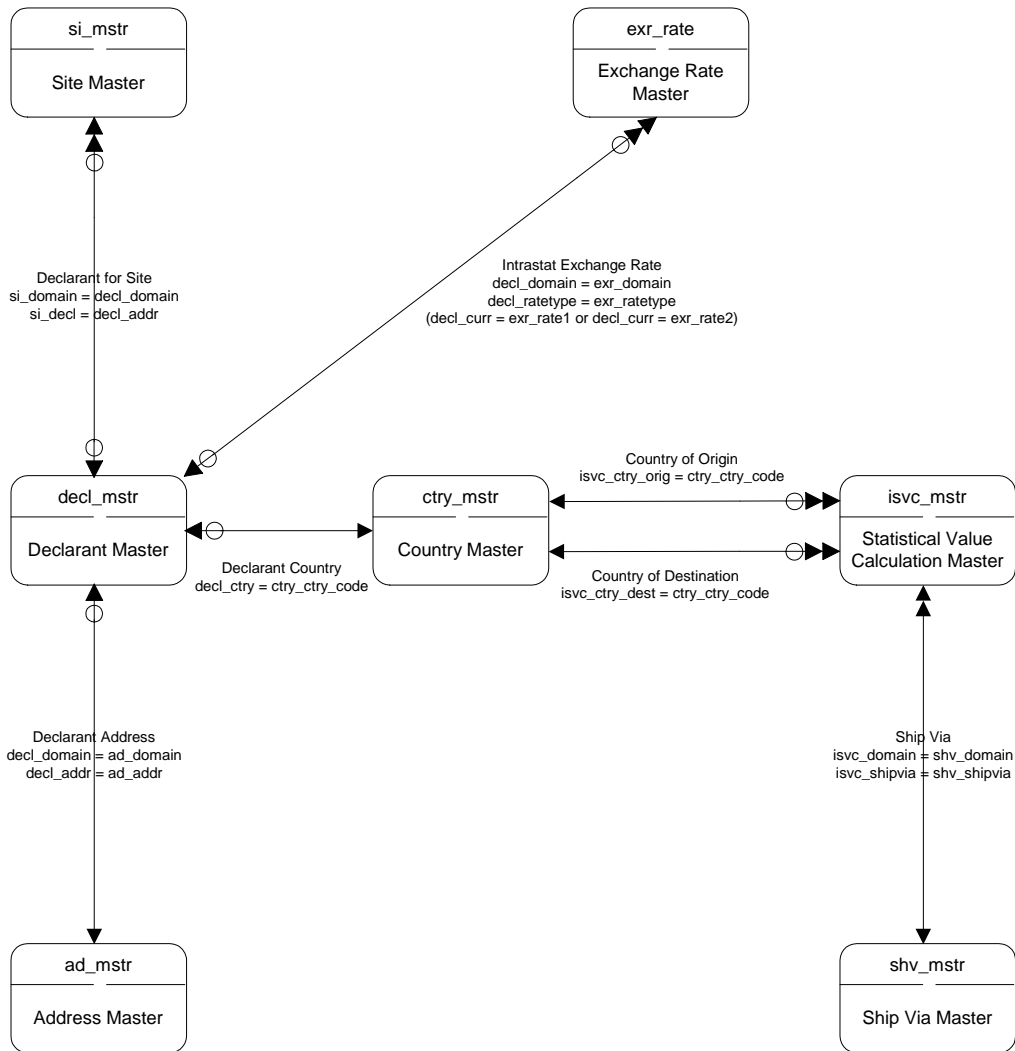 si_mstr
Site Master
exr_rate
Exchange Rate
Master
Declarant for Site
si_domain = decl_domain
si_decl = decl_addr
Intrastat Exchange Rate
decl_domain = exr_domain
decl_ratetype = exr_ratetype
(decl_curr = exr_rate1 or decl_curr = exr_rate2)
decl_mstr
Declarant Master
Declarant Country
decl_ctry = ctry_ctry_code
ctry_mstr
Country Master
Country of Origin
isvc_ctry_orig = ctry_ctry_code
Country of Destination
isvc_ctry_dest = ctry_ctry_code
isvc_mstr
Statistical Value
Calculation Master
Declarant Address
decl_domain = ad_domain
decl_addr = ad_addr
Ship Via
isvc_domain = shv_domain
isvc_shipvia = shv_shipvia
ad_mstr
Address Master
shv_mstr
Ship Via Master